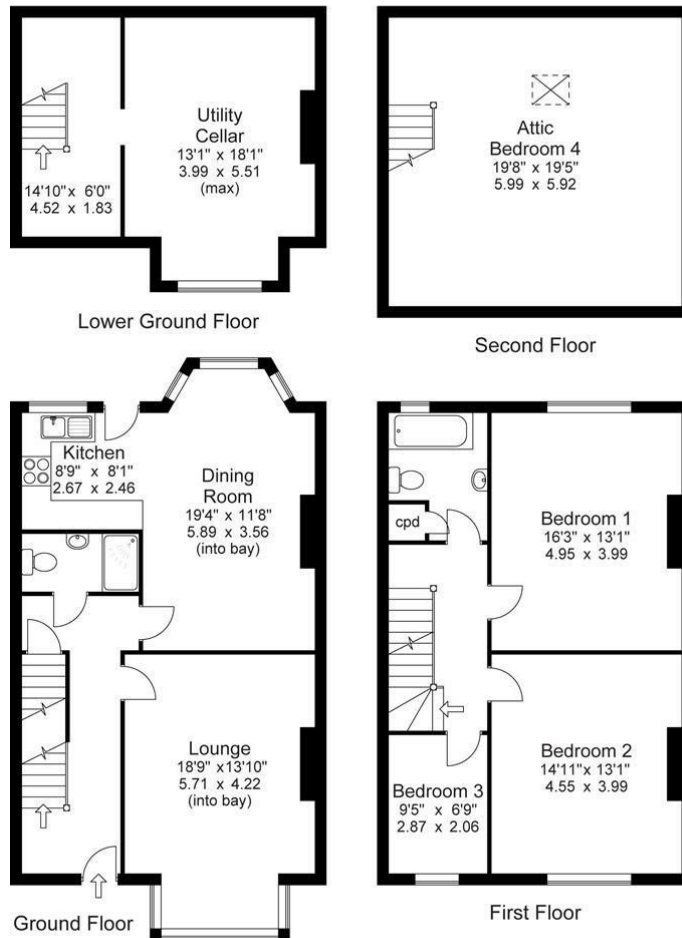 Utility
Cellar
13'1" x 18'1"
3.99 x 5.51
(max)
14'10" x 6'0"
4.52 x 1.83
Lower Ground Floor
Attic
Bedroom 4
19'8" x 19'5"
5.99 x 5.92
Second Floor
Kitchen
8'9" x 8'1"
2.67 x 2.46
Dining
Room
19'4" x 11'8"
5.89 x 3.56
(into bay)
Lounge
18'9" x13'10"
5.71 x 4.22
(into bay)
Ground Floor
cpd
Bedroom 1
16'3" x 13'1"
4.95 x 3.99
Bedroom 2
14'11" x 13'1"
4.55 x 3.99
Bedroom 3
9'5" x 6'9"
2.87 x 2.06
First Floor